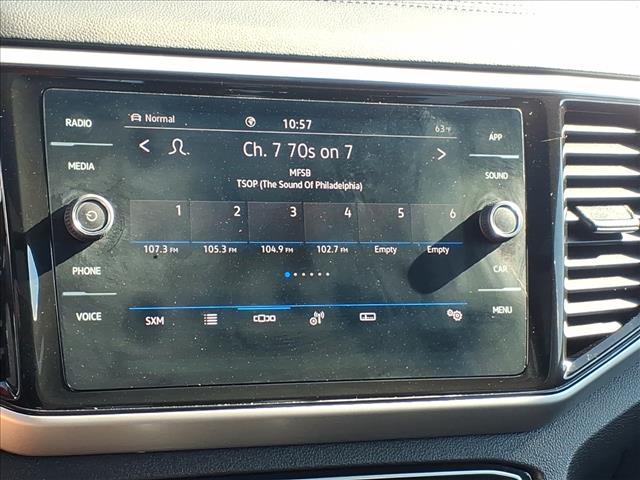 RADIO
MEDIA
PHONE
VOICE
Normal 10:57 63°F
< Ch. 7 70s on 7 >
MFSB
TSOP (The Sound Of Philadelphia)
1 2 3 4 5 6
107.3 FM 105.3 FM 104.9 FM 102.7 FM Empty Empty
SXM
APP
SOUND
CAR
MENU